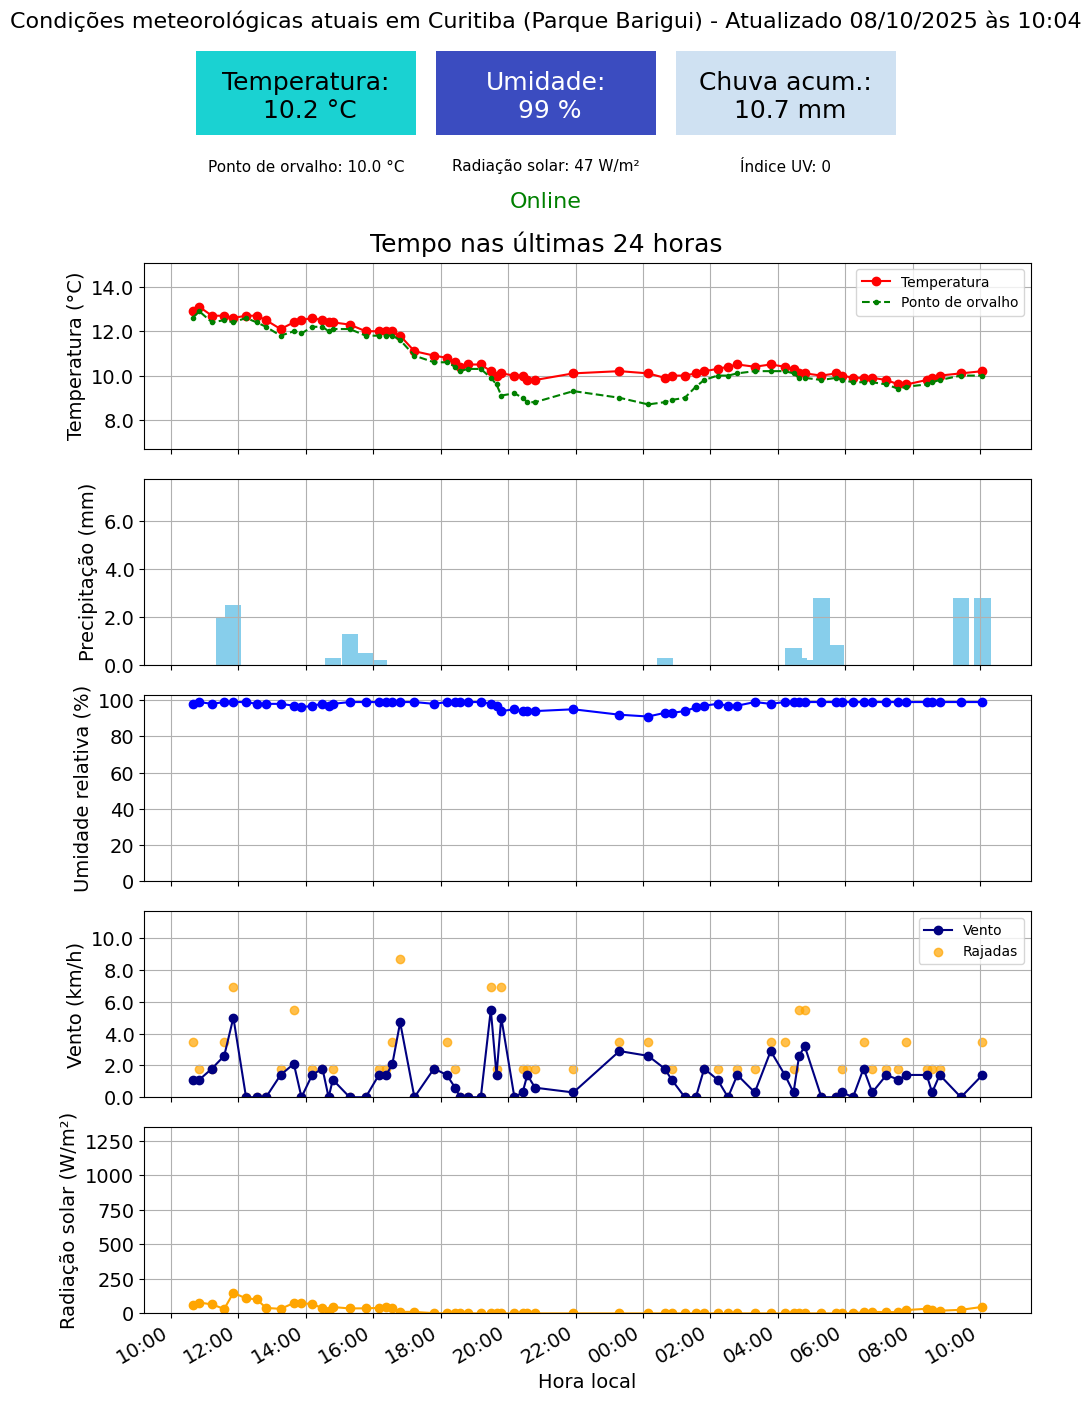 Condições meteorológicas atuais em Curitiba (Parque Barigui) - Atualizado 08/10/2025 às 10:04
Temperatura:
10.2 °C
Umidade:
99 %
Chuva acum.:
10.7 mm
Ponto de orvalho: 10.0 °C
Radiação solar: 47 W/m²
Índice UV: 0
Online
Tempo nas últimas 24 horas
Temperatura (°C)
14.0
12.0
10.0
8.0
Temperatura
Ponto de orvalho
Precipitação (mm)
6.0
4.0
2.0
0.0
Umidade relativa (%)
100
80
60
40
20
0
Vento (km/h)
10.0
8.0
6.0
4.0
2.0
0.0
Vento
Rajadas
Radiação solar (W/m²)
1250
1000
750
500
250
0
10:00
12:00
14:00
16:00
18:00
20:00
22:00
00:00
02:00
04:00
06:00
08:00
10:00
Hora local